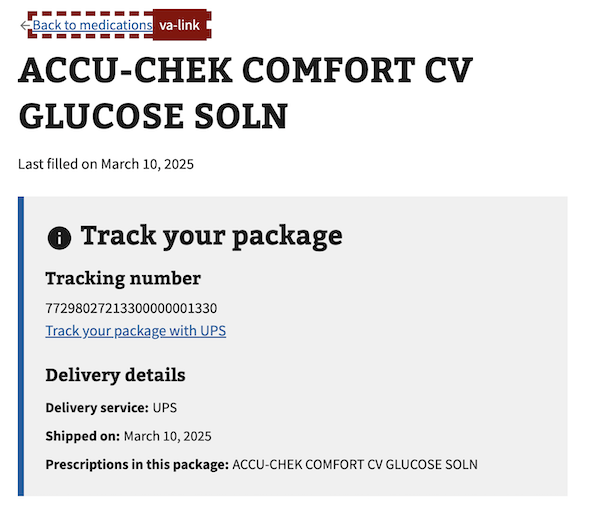 ←Back to medications va-link
ACCU-CHEK COMFORT CV
GLUCOSE SOLN
Last filled on March 10, 2025
Track your package
Tracking number
77298027213300000001330
Track your package with UPS
Delivery details
Delivery service: UPS
Shipped on: March 10, 2025
Prescriptions in this package: ACCU-CHEK COMFORT CV GLUCOSE SOLN